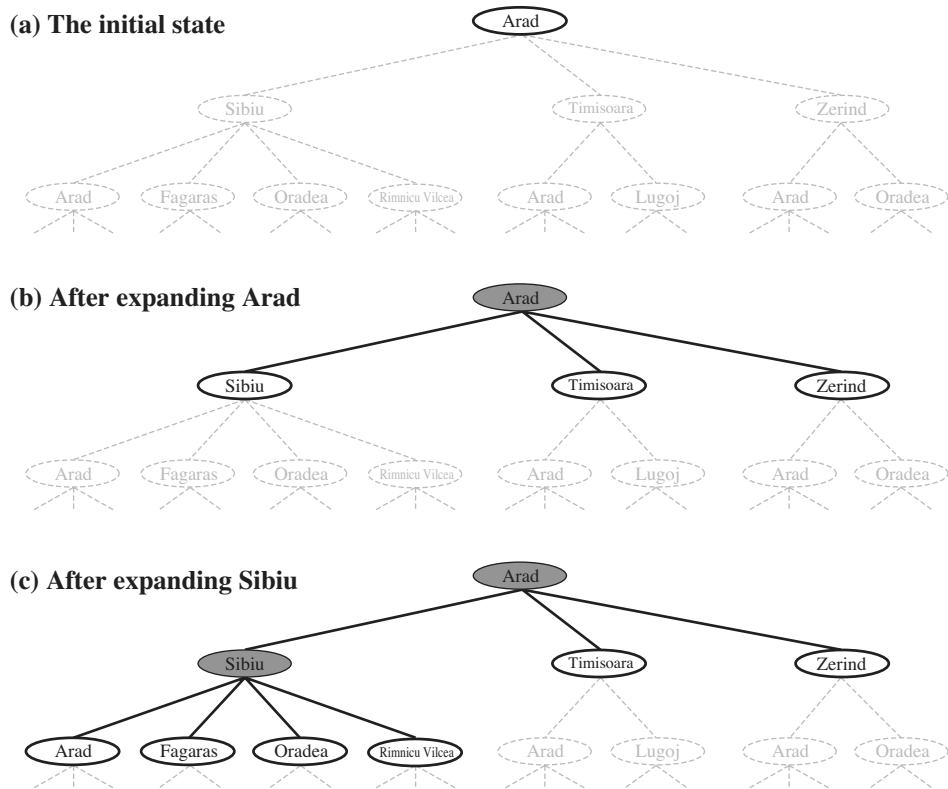 (a) The initial state
Arad
Sibiu
Timisoara
Zerind
Arad
Fagaras
Oradea
Rimnicu Vilcea
Arad
Lugoj
Arad
Oradea
(b) After expanding Arad
Arad
Sibiu
Timisoara
Zerind
Arad
Fagaras
Oradea
Rimnicu Vilcea
Arad
Lugoj
Arad
Oradea
(c) After expanding Sibiu
Arad
Sibiu
Timisoara
Zerind
Arad
Fagaras
Oradea
Rimnicu Vilcea
Arad
Lugoj
Arad
Oradea